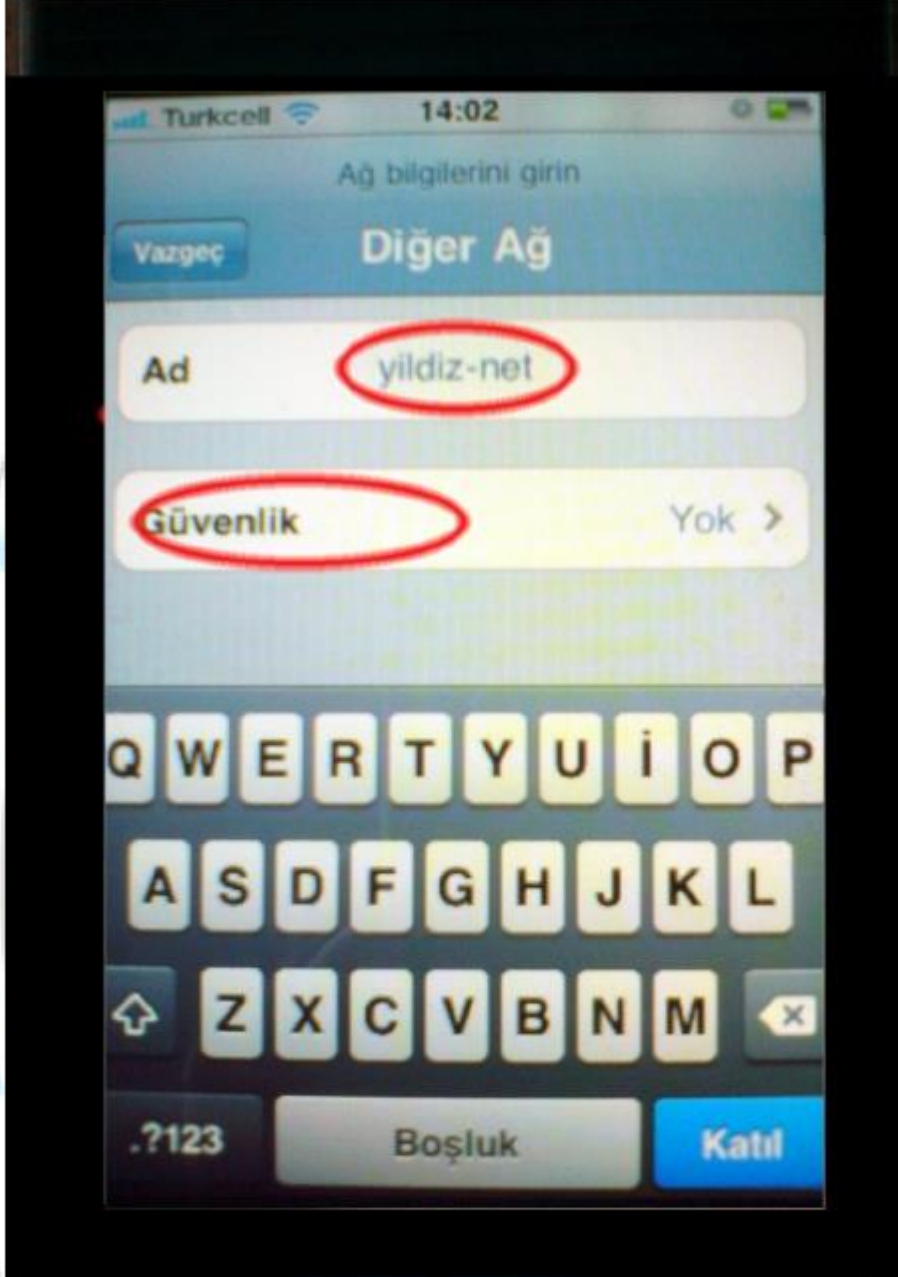 Turkcell 14:02
Ağ bilgilerini girin
Vazgeç Diğer Ağ
Ad yildiz-net
Güvenlik Yok
Q W E R T Y U İ O P
A S D F G H J K L
Z X C V B N M
.?123 Boşluk Katıl